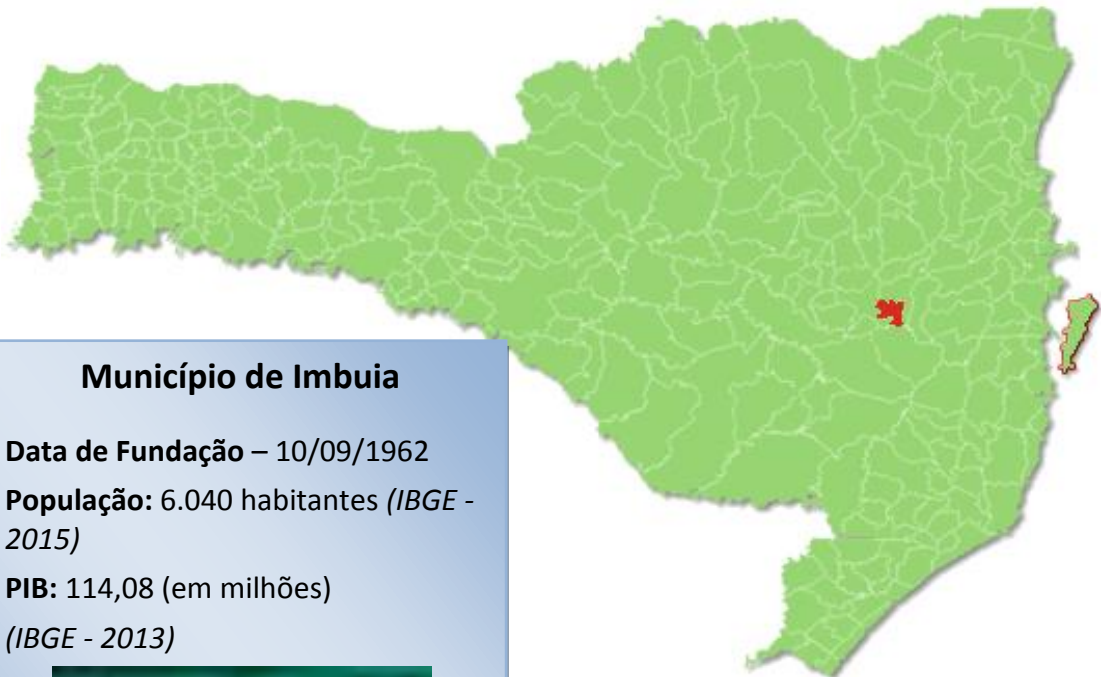 Município de Imbuia
Data de Fundação – 10/09/1962
População: 6.040 habitantes (IBGE -
2015)
PIB: 114,08 (em milhões)
(IBGE - 2013)